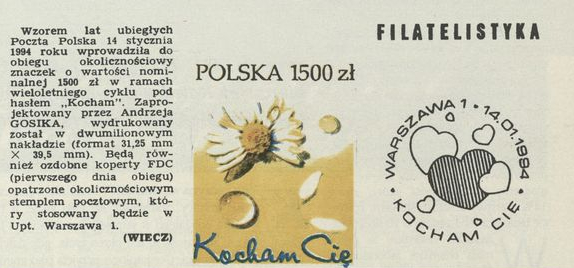 FILATELISTYKA
Wzorem lat ubiegłych
Poczta Polska 14 stycznia
1994 roku wprowadziła do
obiegu okolicznościowy
znaczek o wartości nomi-
nalnej 1500 zł w ramach
wieloletniego cyklu pod
hasłem „Kocham”. Zapro-
jektowany przez Andrzeja
GOSIKA, wydrukowany
został w dwumilionowym
nakładzie (format 31,25 mm
× 39,5 mm). Będą rów-
nież ozdobne koperty FDC
(pierwszego dnia obiegu)
opatrzone okolicznościowym
stemplem pocztowym, któ-
ry stosowany będzie w
Upt. Warszawa 1.
(WIECZ)
POLSKA 1500 zł
Kocham Cię
WARSZAWA 1 • 14.01.1994
• KOCHAM CIĘ •